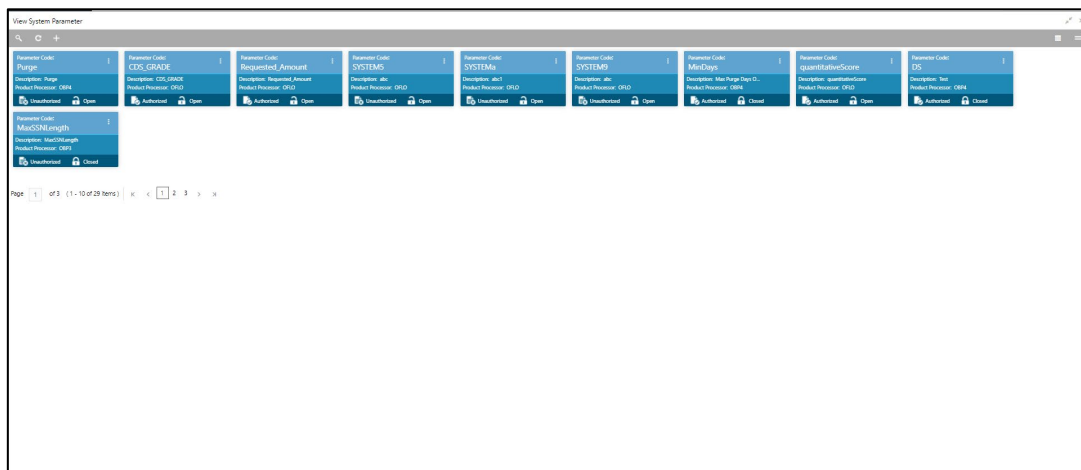 View System Parameter
Parameter Code:
Purge
Description: Purge
Product Processor: OBP4
Unauthorized Open
Parameter Code:
CDS_GRADE
Description: CDS_GRADE
Product Processor: OFLO
Authorized Open
Parameter Code:
Requested_Amount
Description: Requested_Amount
Product Processor: OFLO
Authorized Open
Parameter Code:
SYSTEM5
Description: abc
Product Processor: OFLO
Unauthorized Open
Parameter Code:
SYSTEMa
Description: abc1
Product Processor: OFLO
Unauthorized Open
Parameter Code:
SYSTEM9
Description: abc
Product Processor: OFLO
Unauthorized Open
Parameter Code:
MinDays
Description: Max Purge Days O...
Product Processor: OBP4
Authorized Closed
Parameter Code:
quantitativeScore
Description: quantitativeScore
Product Processor: OFLO
Authorized Open
Parameter Code:
DS
Description: Test
Product Processor: OBP4
Authorized Closed
Parameter Code:
MaxSSNLength
Description: MaxSSNLength
Product Processor: OBP3
Unauthorized Closed
Page 1 of 3 (1 - 10 of 29 items) 1 2 3